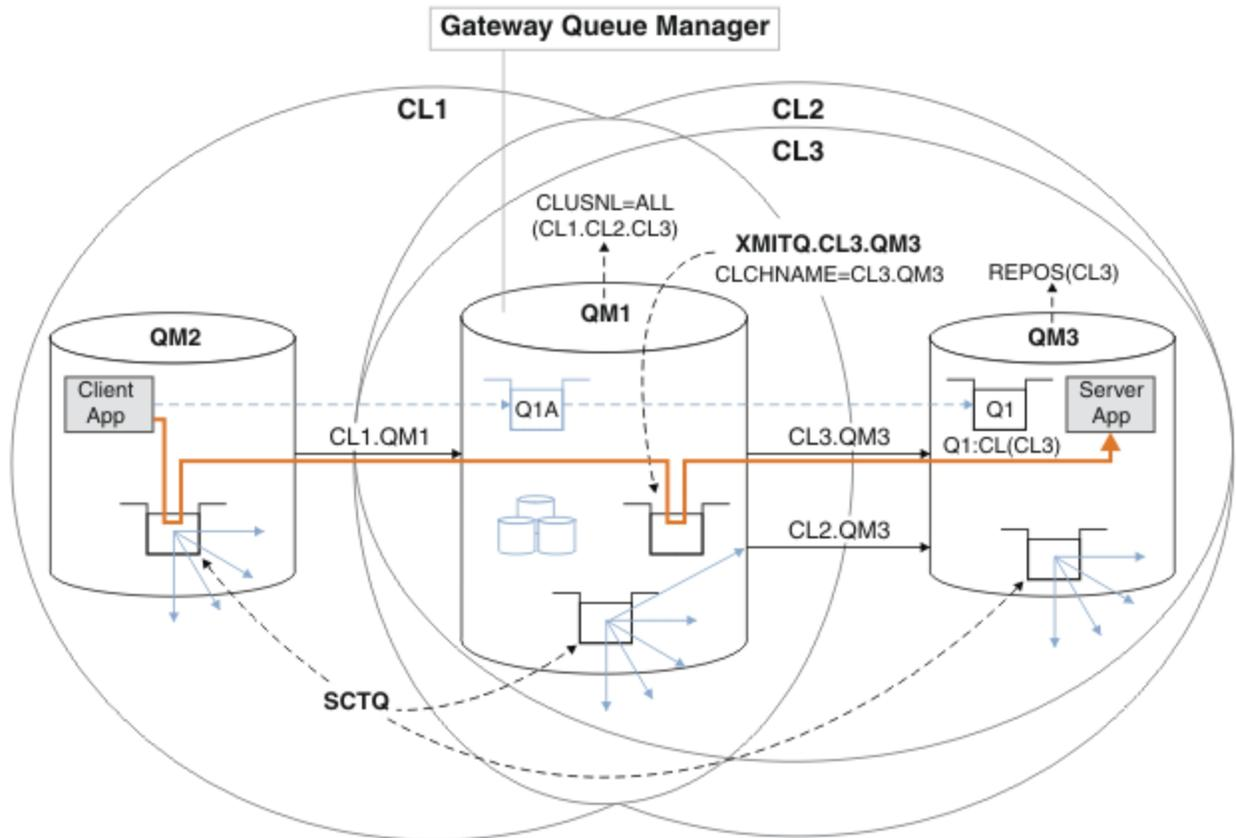 Gateway Queue Manager
CL1
CL2
CL3
CLUSNL=ALL
(CL1.CL2.CL3)
XMITQ.CL3.QM3
CLCHNAME=CL3.QM3
REPOS(CL3)
QM2
QM1
QM3
Client
App
Q1A
Q1
Server
App
CL1.QM1
CL3.QM3
Q1:CL(CL3)
CL2.QM3
SCTQ